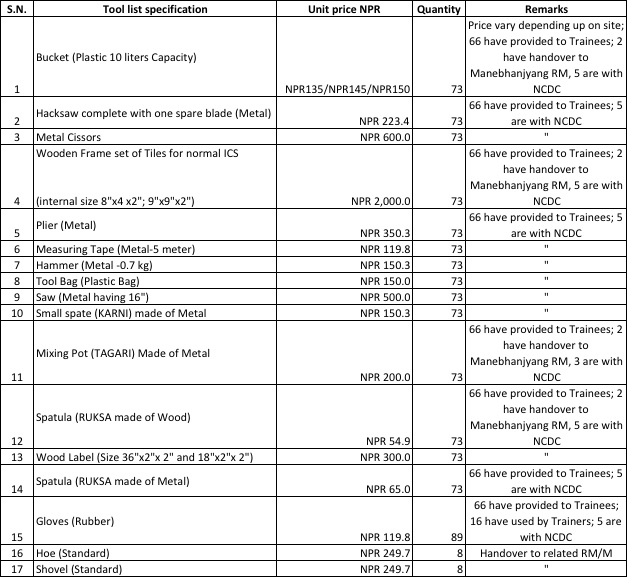 S.N. Tool list specification Unit price NPR Quantity Remarks
Price vary depending up on site;
66 have provided to Trainees; 2
have handover to
Manebhanjyang RM, 5 are with
1 Bucket (Plastic 10 liters Capacity) NPR135/NPR145/NPR150 73 NCDC
Hacksaw complete with one spare blade (Metal) 66 have provided to Trainees; 5
2 NPR 223.4 73 are with NCDC
3 Metal Cissors NPR 600.0 73 "
Wooden Frame set of Tiles for normal ICS 66 have provided to Trainees; 2
have handover to
Manebhanjyang RM, 5 are with
4 (internal size 8"x4 x2"; 9"x9"x2") NPR 2,000.0 73 NCDC
Plier (Metal) 66 have provided to Trainees; 5
5 NPR 350.3 73 are with NCDC
6 Measuring Tape (Metal-5 meter) NPR 119.8 73 "
7 Hammer (Metal -0.7 kg) NPR 150.3 73 "
8 Tool Bag (Plastic Bag) NPR 150.0 73 "
9 Saw (Metal having 16") NPR 500.0 73 "
10 Small spate (KARNI) made of Metal NPR 150.3 73 "
66 have provided to Trainees; 2
have handover to
Mixing Pot (TAGARI) Made of Metal Manebhanjyang RM, 3 are with
11 NPR 200.0 73 NCDC
66 have provided to Trainees; 2
have handover to
Spatula (RUKSA made of Wood) Manebhanjyang RM, 5 are with
12 NPR 54.9 73 NCDC
13 Wood Label (Size 36"x2"x 2" and 18"x2"x 2") NPR 300.0 73 "
Spatula (RUKSA made of Metal) 66 have provided to Trainees; 5
14 NPR 65.0 73 are with NCDC
66 have provided to Trainees;
Gloves (Rubber) 16 have used by Trainers; 5 are
15 NPR 119.8 89 with NCDC
16 Hoe (Standard) NPR 249.7 8 Handover to related RM/M
17 Shovel (Standard) NPR 249.7 8 "